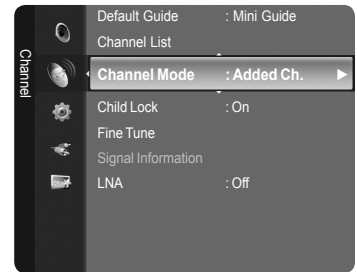 Channel
Default Guide : Mini Guide
Channel List
Channel Mode : Added Ch.
Child Lock : On
Fine Tune
Signal Information
LNA : Off